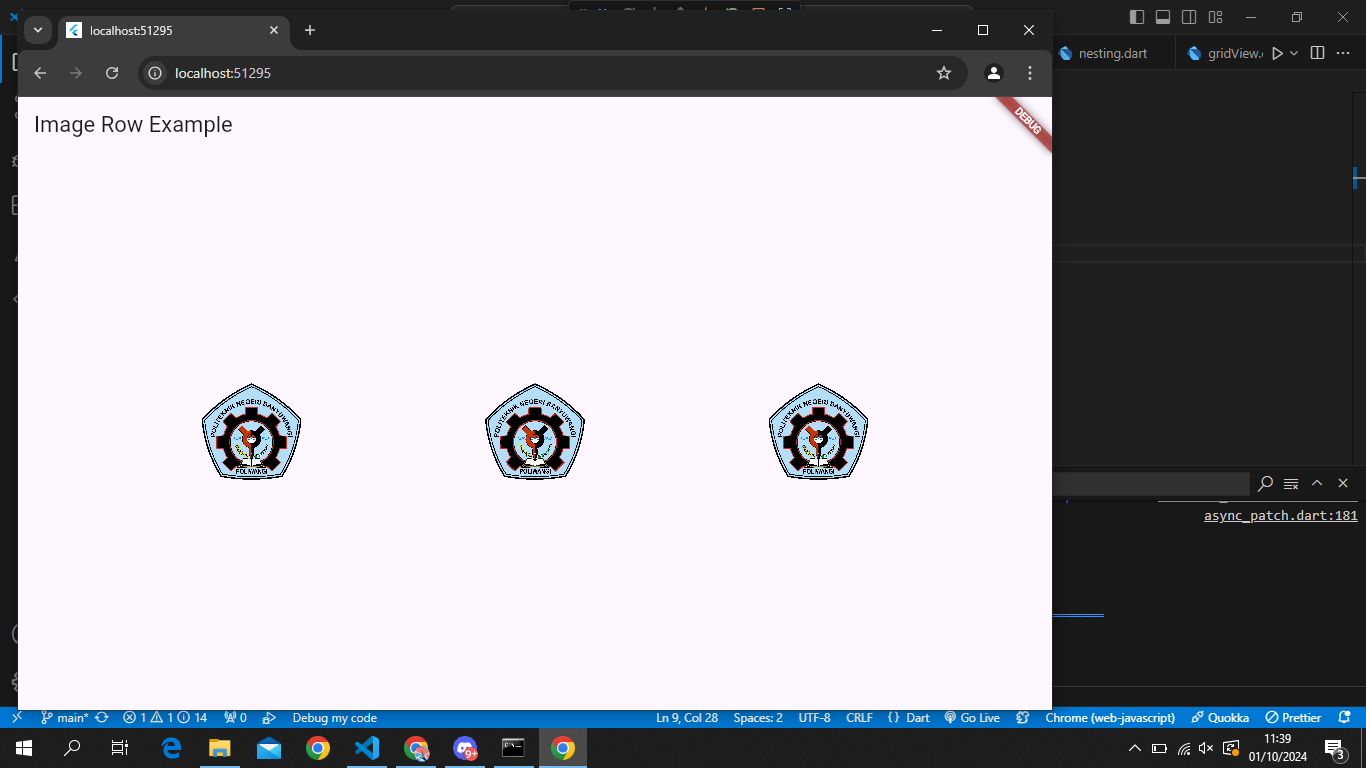 localhost:51295
nesting.dart
gridView.
localhost:51295
Image Row Example
DEBUG
POLITEKNIK NEGERI BANYUWANGI
POLIWANGI
POLITEKNIK NEGERI BANYUWANGI
POLIWANGI
POLITEKNIK NEGERI BANYUWANGI
POLIWANGI
async_patch.dart:181
main* 1 1 14 0 Debug my code Ln 9, Col 28 Spaces: 2 UTF-8 CRLF { } Dart Go Live Chrome (web-javascript) Quokka Prettier
9+
11:39
01/10/2024
3